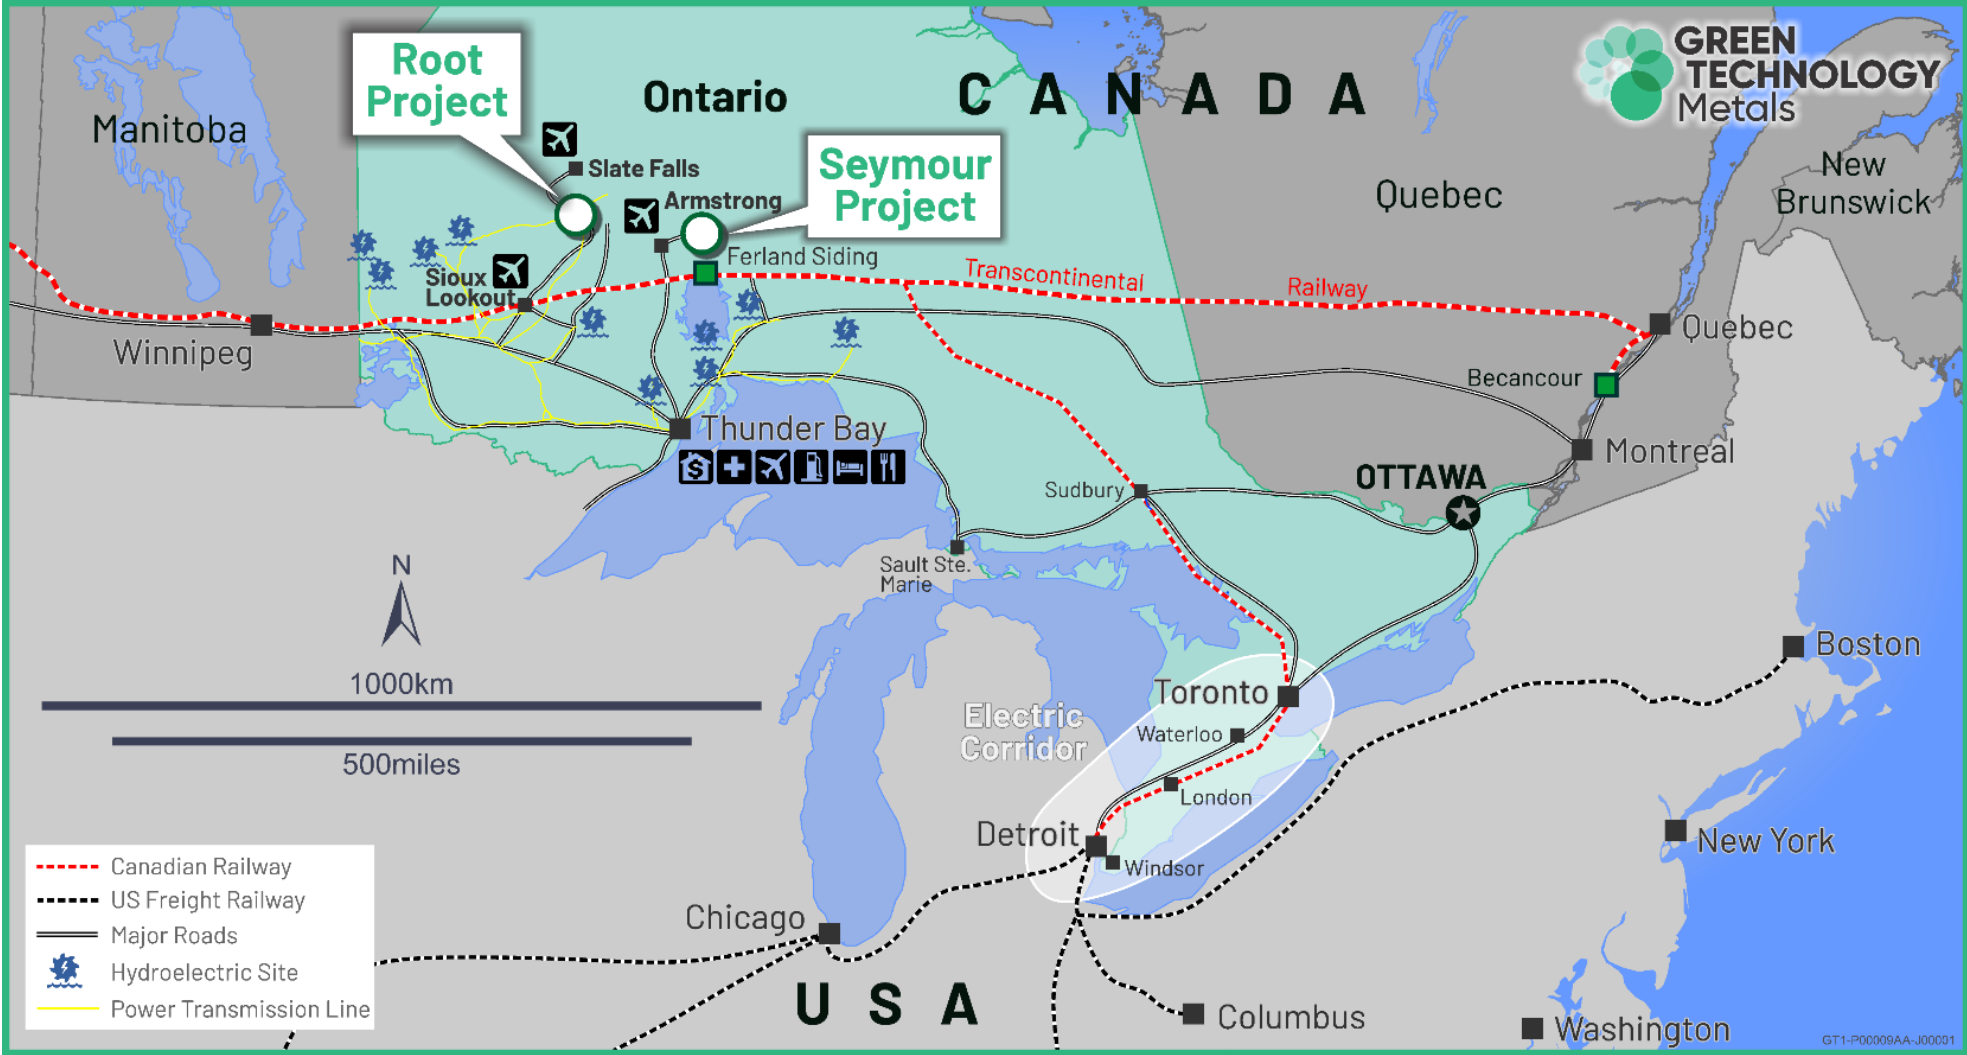 Root
Project
Ontario
CANADA
GREEN
TECHNOLOGY
Metals
Manitoba
Slate Falls
Seymour
Project
Armstrong
Quebec
New
Brunswick
Ferland Siding
Sioux
Lookout
Transcontinental
Railway
Winnipeg
Quebec
Becancour
Thunder Bay
Montreal
OTTAWA
Sudbury
Sault Ste.
Marie
N
1000km
500miles
Boston
Toronto
Electric
Corridor
Waterloo
London
Detroit
Windsor
New York
Chicago
USA
Columbus
Washington
Canadian Railway
US Freight Railway
Major Roads
Hydroelectric Site
Power Transmission Line
GT1-P00009AA-J00001